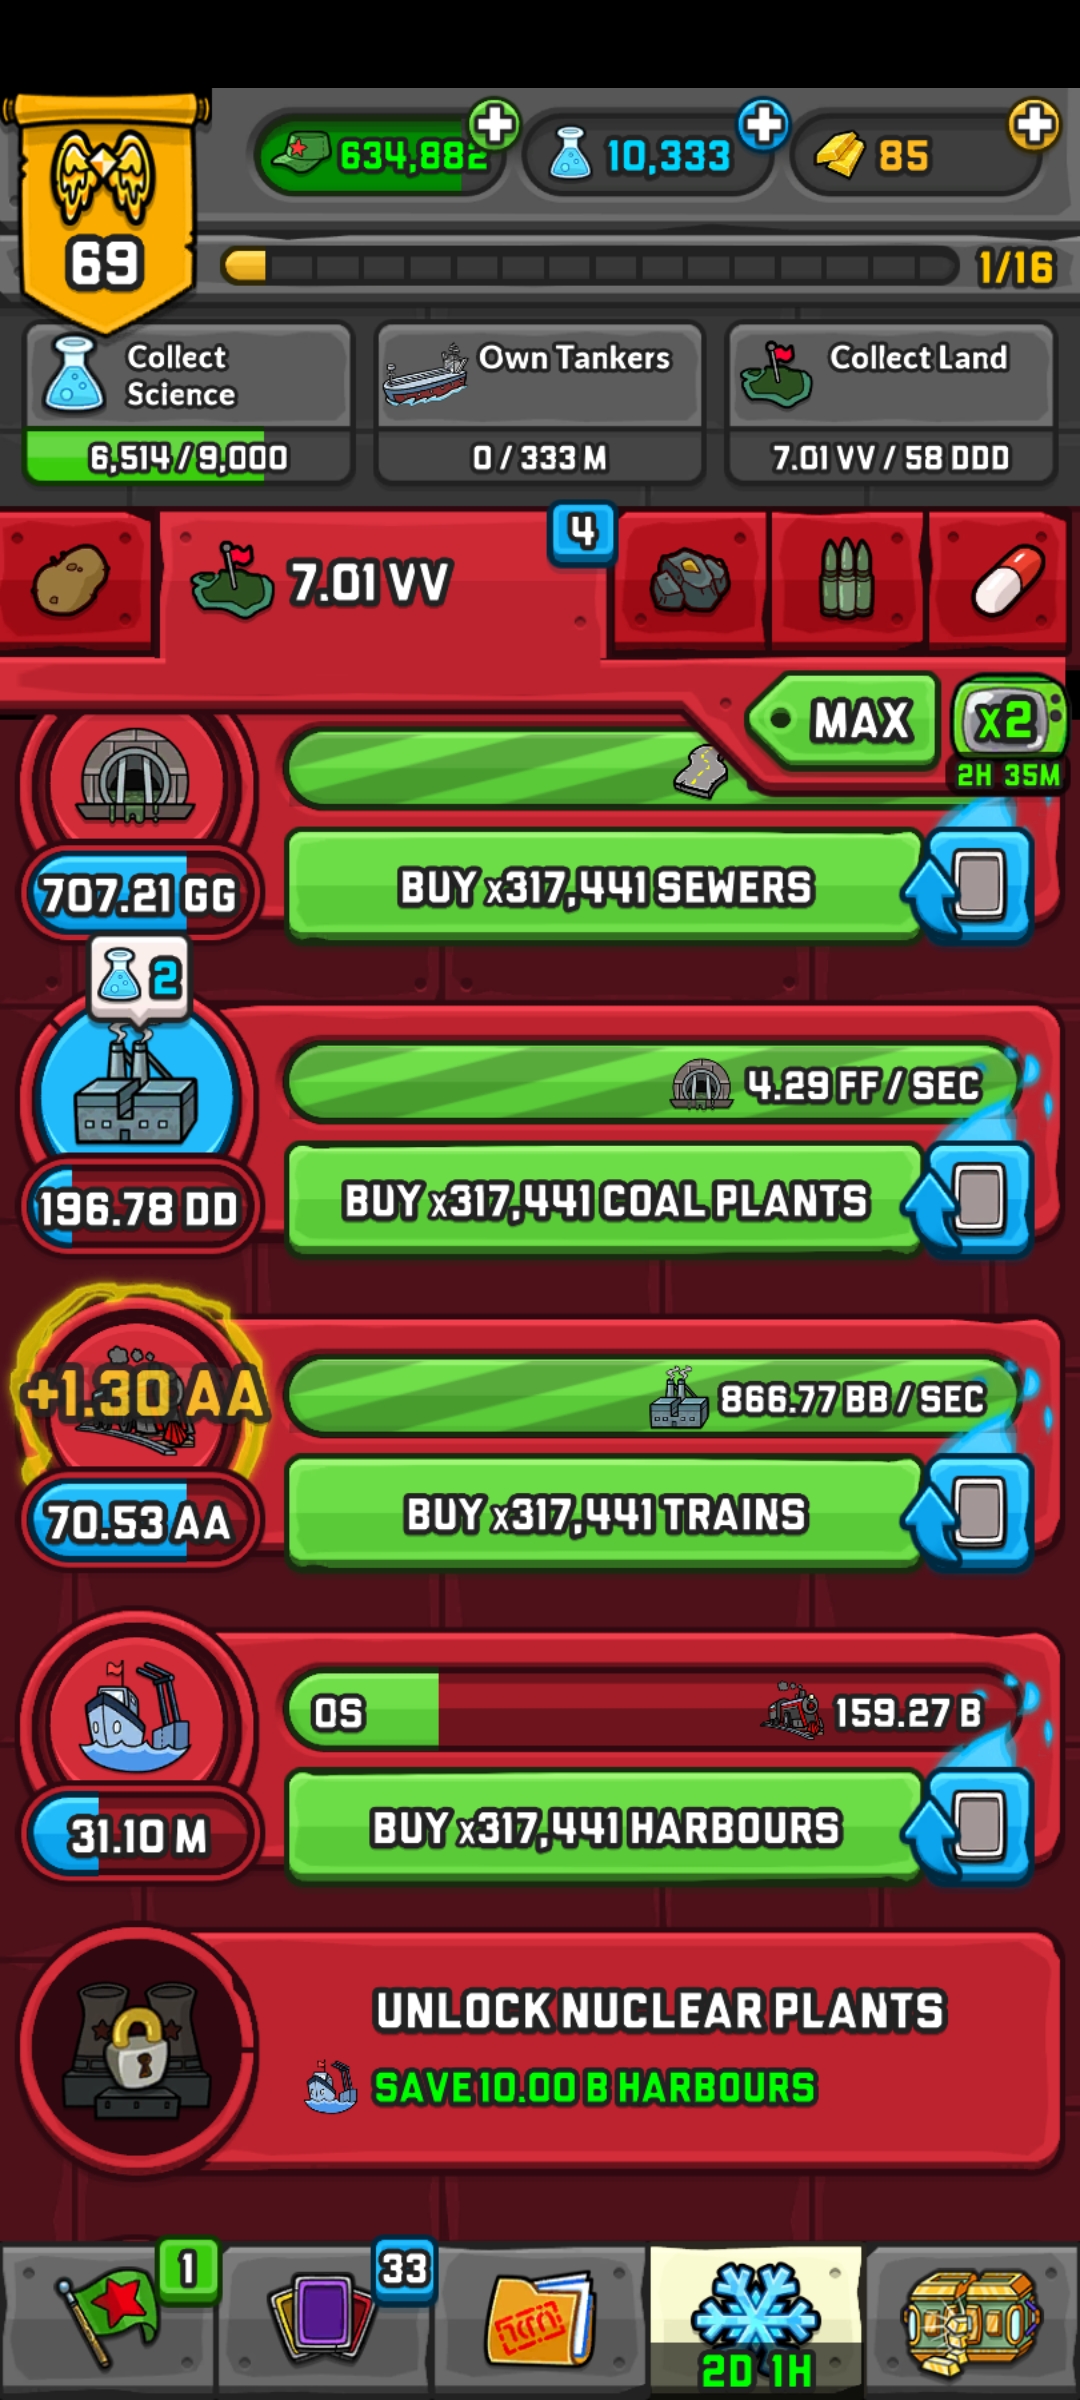 634,882
10,333
85
69
1/16
Collect
Science
6,514/9,000
Own Tankers
0/333 M
Collect Land
7.01 VV / 58 DDD
7.01 VV
4
MAX
x2
2H 35M
707.21 GG
BUY x317,441 SEWERS
2
4.29 FF / SEC
196.78 DD
BUY x317,441 COAL PLANTS
+1.30 AA
866.77 BB / SEC
70.53 AA
BUY x317,441 TRAINS
0S
159.27 B
31.10 M
BUY x317,441 HARBOURS
UNLOCK NUCLEAR PLANTS
SAVE 10.00 B HARBOURS
1
33
2D 1H